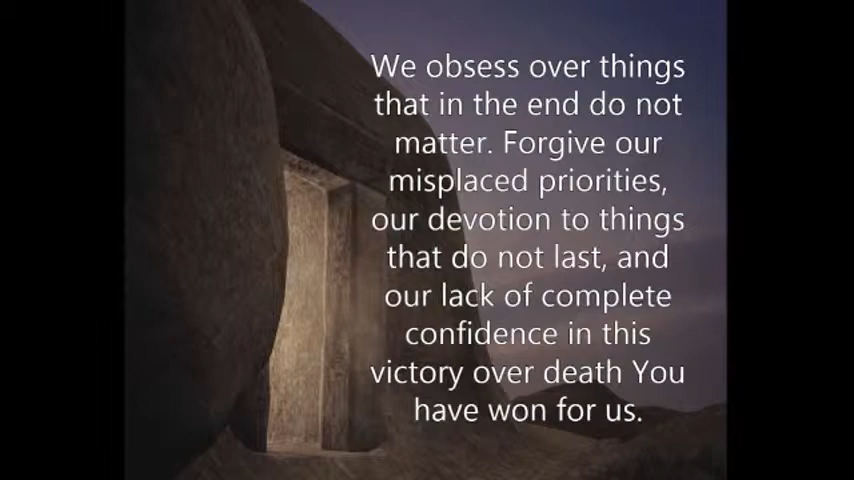 We obsess over things
that in the end do not
matter. Forgive our
misplaced priorities,
our devotion to things
that do not last, and
our lack of complete
confidence in this
victory over death You
have won for us.